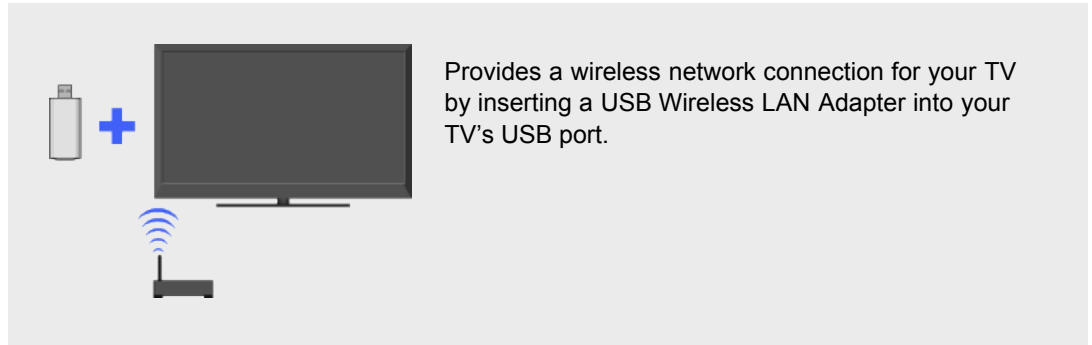 Provides a wireless network connection for your TV
by inserting a USB Wireless LAN Adapter into your
TV’s USB port.